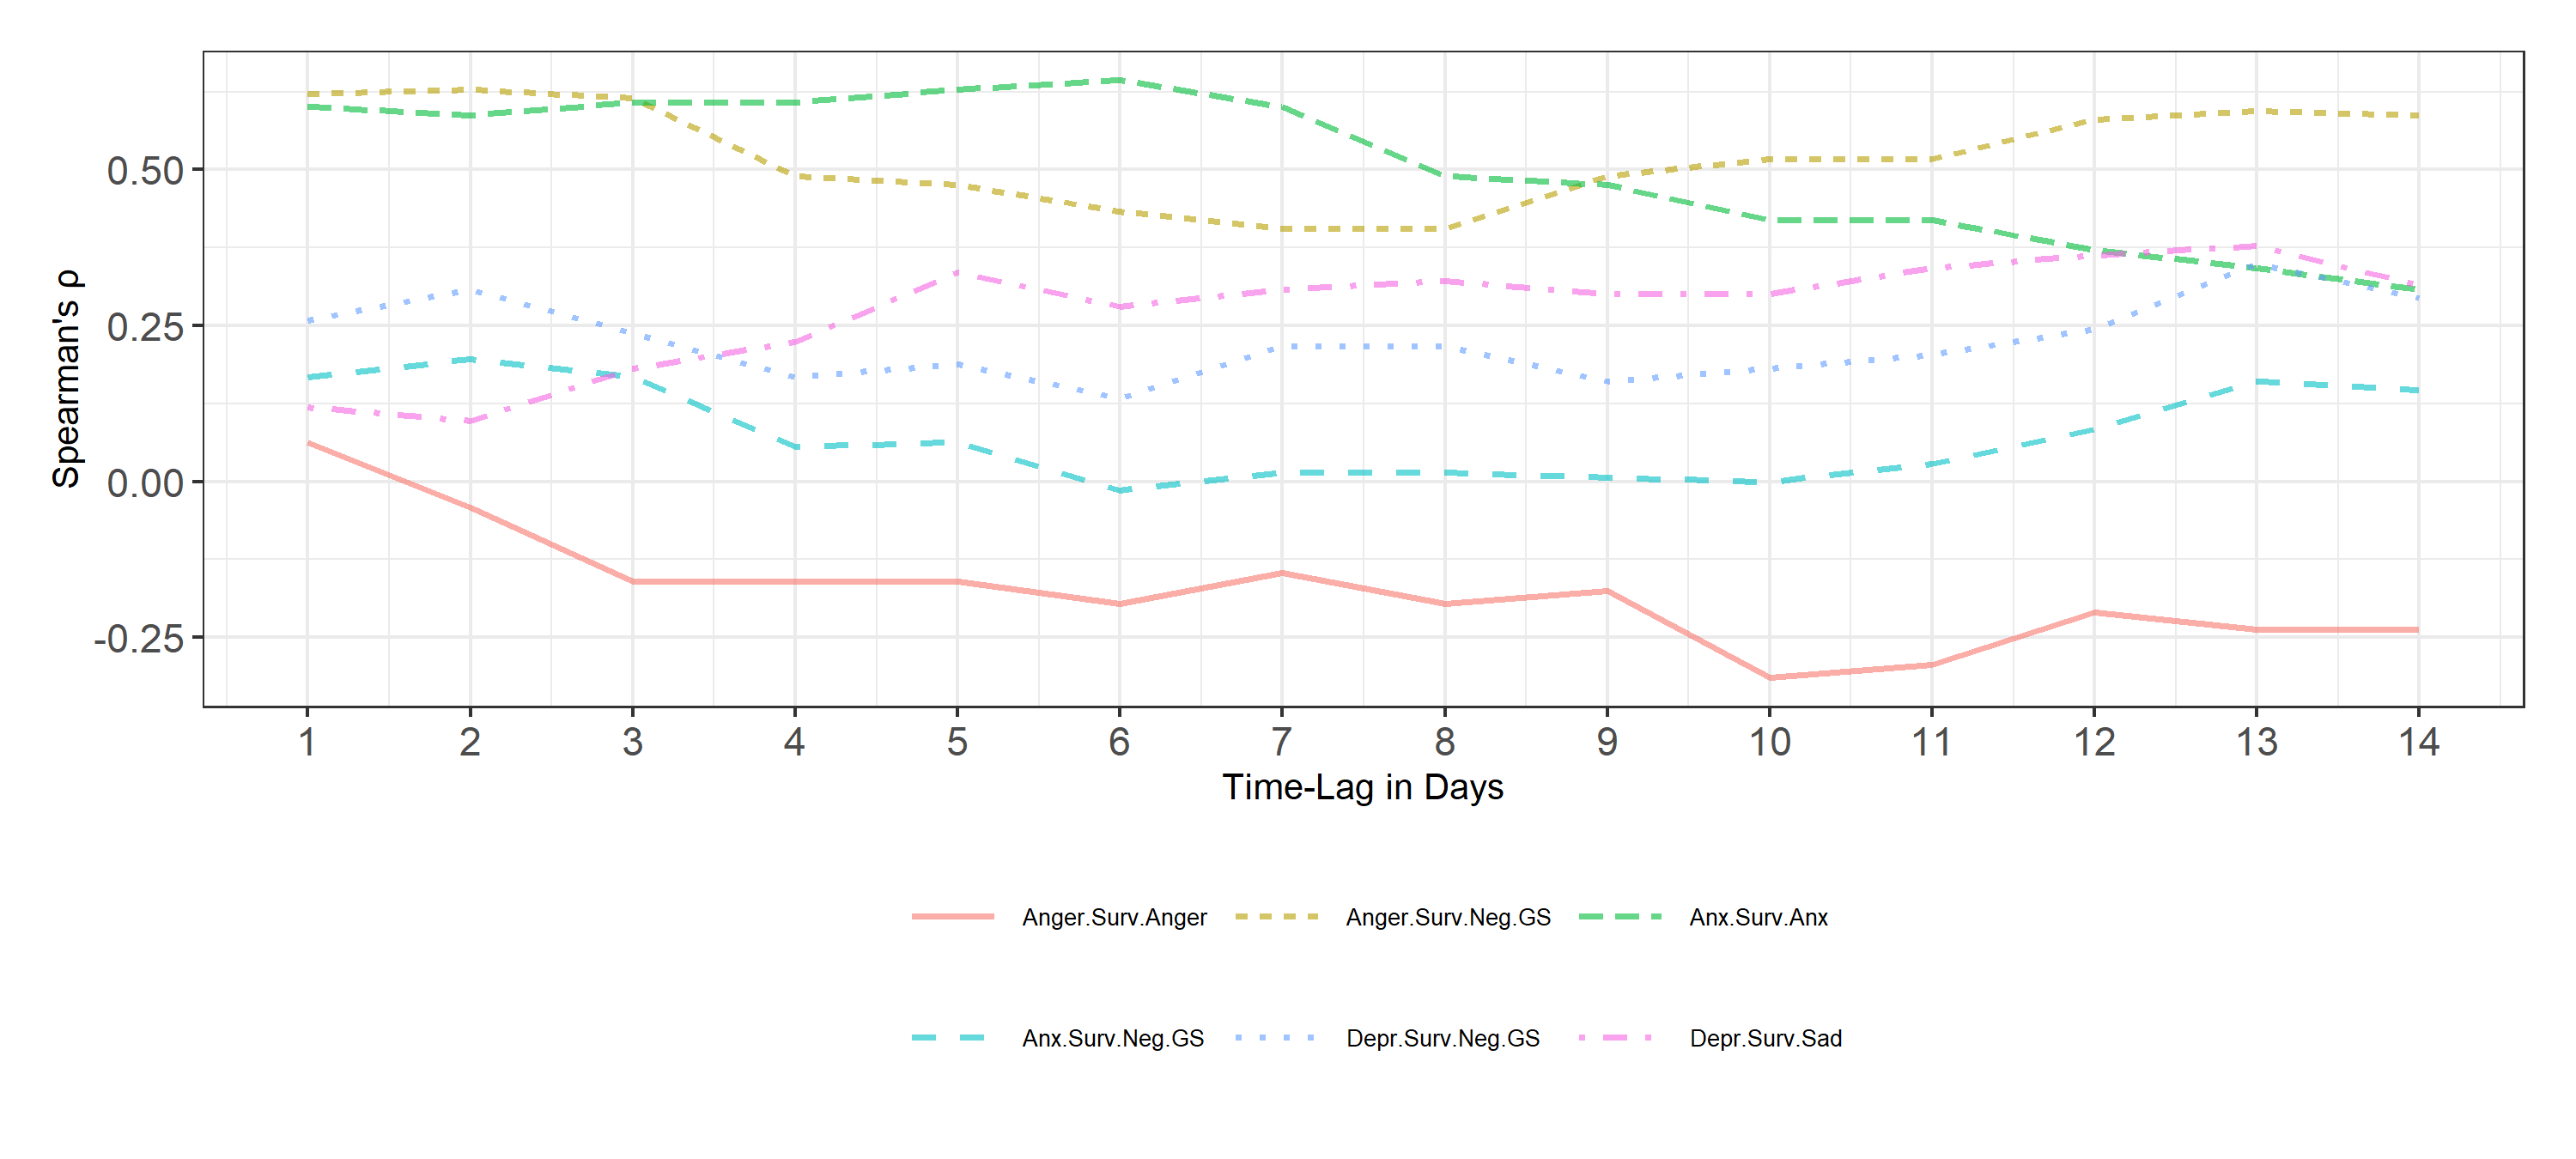 0.50
0.25
0.00
-0.25
Spearman's ρ
1 2 3 4 5 6 7 8 9 10 11 12 13 14
Time-Lag in Days
Anger.Surv.Anger Anger.Surv.Neg.GS Anx.Surv.Anx
Anx.Surv.Neg.GS Depr.Surv.Neg.GS Depr.Surv.Sad